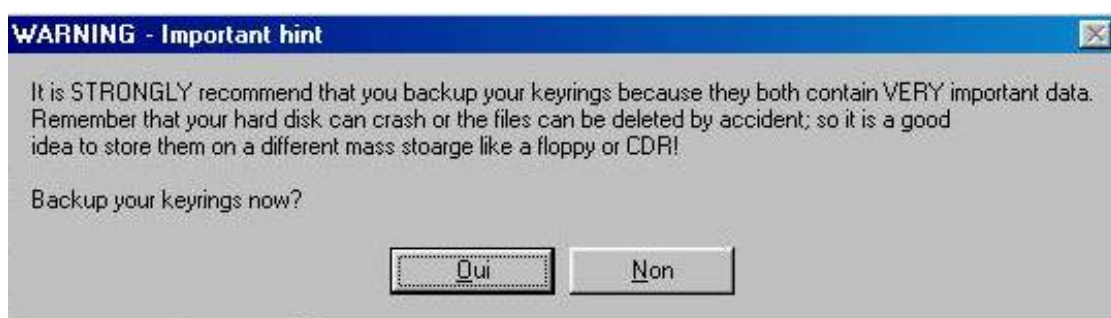 WARNING - Important hint
It is STRONGLY recommend that you backup your keyrings because they both contain VERY important data.
Remember that your hard disk can crash or the files can be deleted by accident; so it is a good
idea to store them on a different mass stoarge like a floppy or CDR!
Backup your keyrings now?
Oui
Non